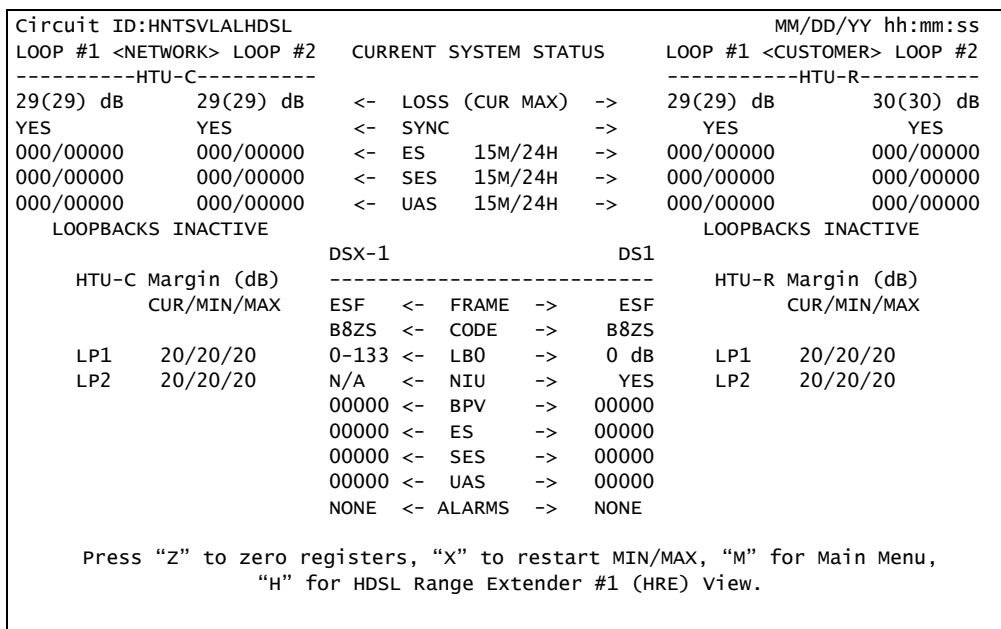 Circuit ID:HNTSVLALHDSL                                        MM/DD/YY hh:mm:ss
LOOP #1 <NETWORK> LOOP #2   CURRENT SYSTEM STATUS     LOOP #1 <CUSTOMER> LOOP #2
----------HTU-C----------                             -----------HTU-R----------
29(29) dB      29(29) dB    <-  LOSS (CUR MAX)  ->    29(29) dB        30(30) dB
YES            YES          <-  SYNC            ->       YES              YES
000/00000      000/00000    <-  ES     15M/24H  ->    000/00000        000/00000
000/00000      000/00000    <-  SES    15M/24H  ->    000/00000        000/00000
000/00000      000/00000    <-  UAS    15M/24H  ->    000/00000        000/00000
   LOOPBACKS INACTIVE                                    LOOPBACKS INACTIVE
                          DSX-1                   DS1
     HTU-C Margin (dB)    ---------------------------     HTU-R Margin (dB)
           CUR/MIN/MAX    ESF   <-  FRAME  ->     ESF           CUR/MIN/MAX
                          B8ZS  <-  CODE   ->    B8ZS
     LP1    20/20/20      0-133 <-  LBO    ->    0 dB     LP1    20/20/20
     LP2    20/20/20      N/A   <-  NIU    ->     YES     LP2    20/20/20
                          00000 <-  BPV    ->   00000
                          00000 <-  ES     ->   00000
                          00000 <-  SES    ->   00000
                          00000 <-  UAS    ->   00000
                          NONE  <- ALARMS  ->   NONE
Press “Z” to zero registers, “X” to restart MIN/MAX, “M” for Main Menu,
“H” for HDSL Range Extender #1 (HRE) View.